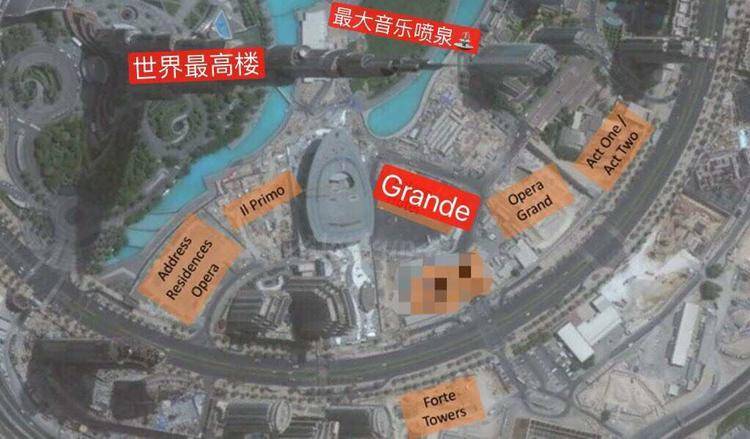 最大音乐喷泉
世界最高楼
Grande
Act One /
Act Two
Il Primo
Opera
Grand
Address
Residences
Opera
Forte
Towers